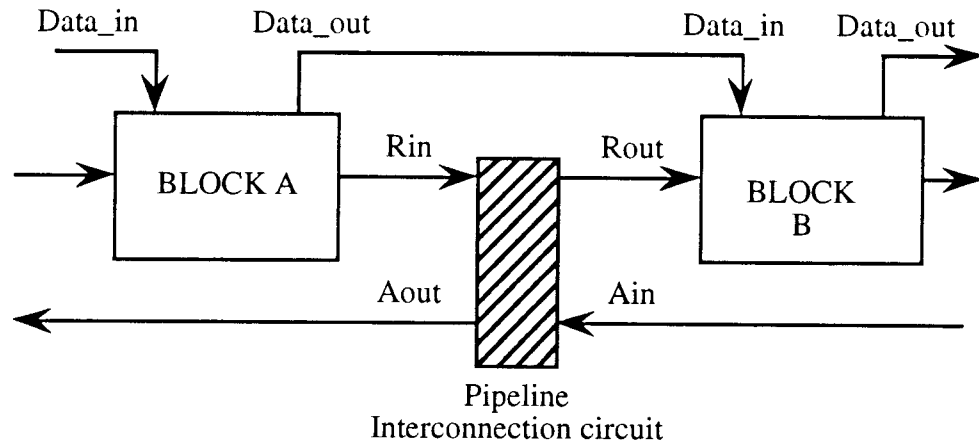 Data_in
Data_out
Data_in
Data_out
BLOCK A
Rin
Rout
BLOCK
B
Aout
Ain
Pipeline
Interconnection circuit